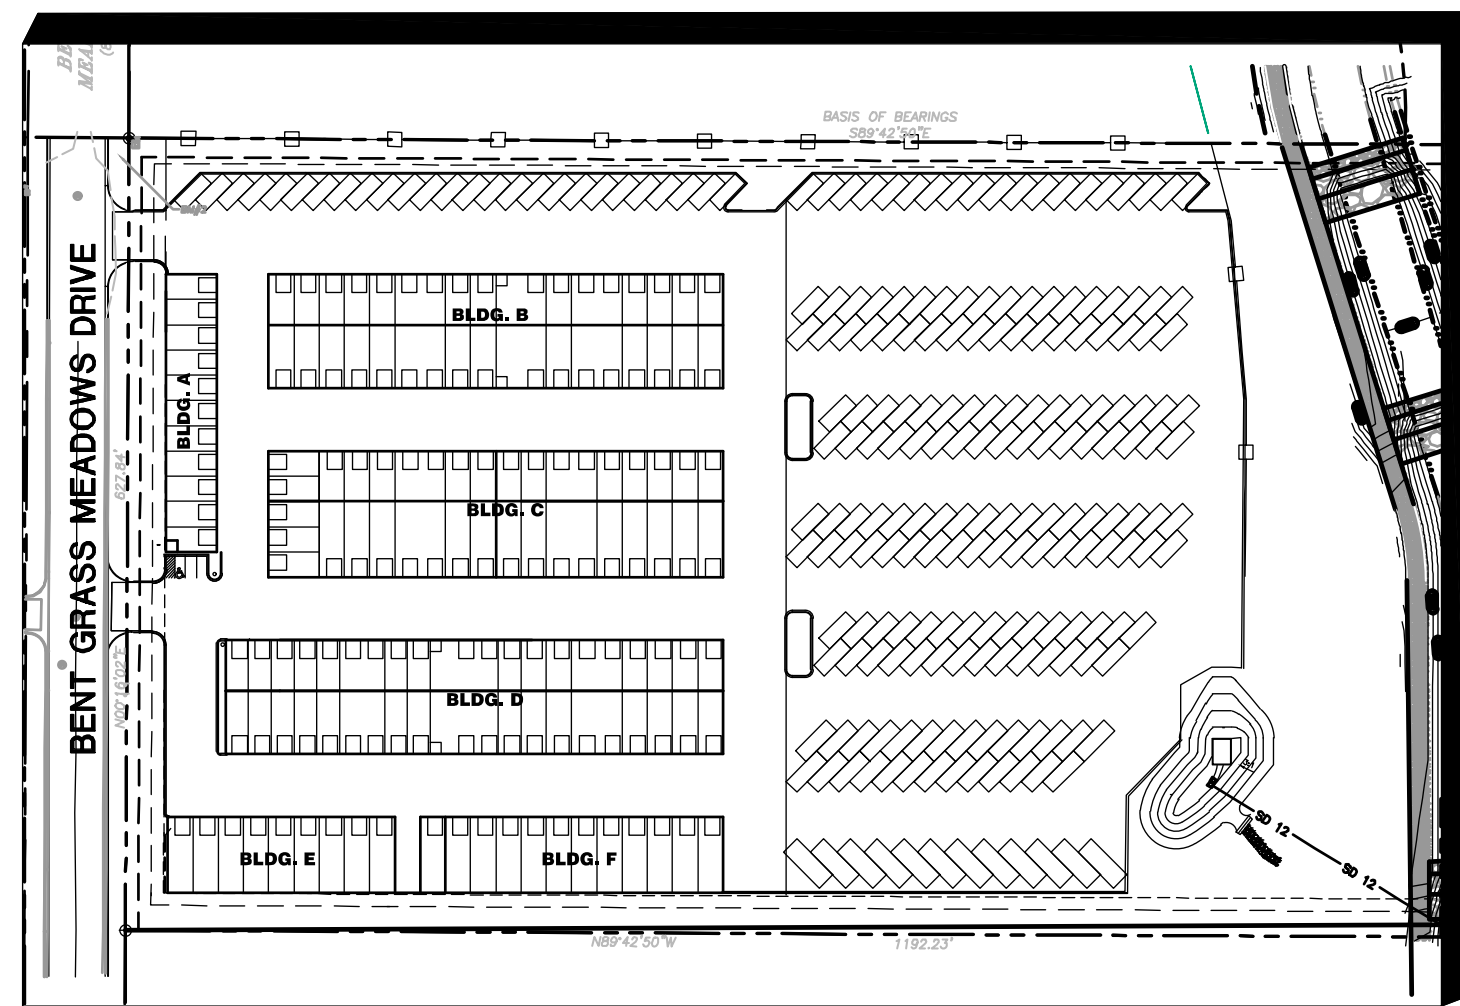 BASIS OF BEARINGS
S89°42'50"E
BLDG. B
BLDG. A
BENT GRASS MEADOWS DRIVE
627.84'
BLDG. C
N00°16'02"E
BLDG. D
SD 12
SD 12
BLDG. E
BLDG. F
N89°42'50"W
1192.23'